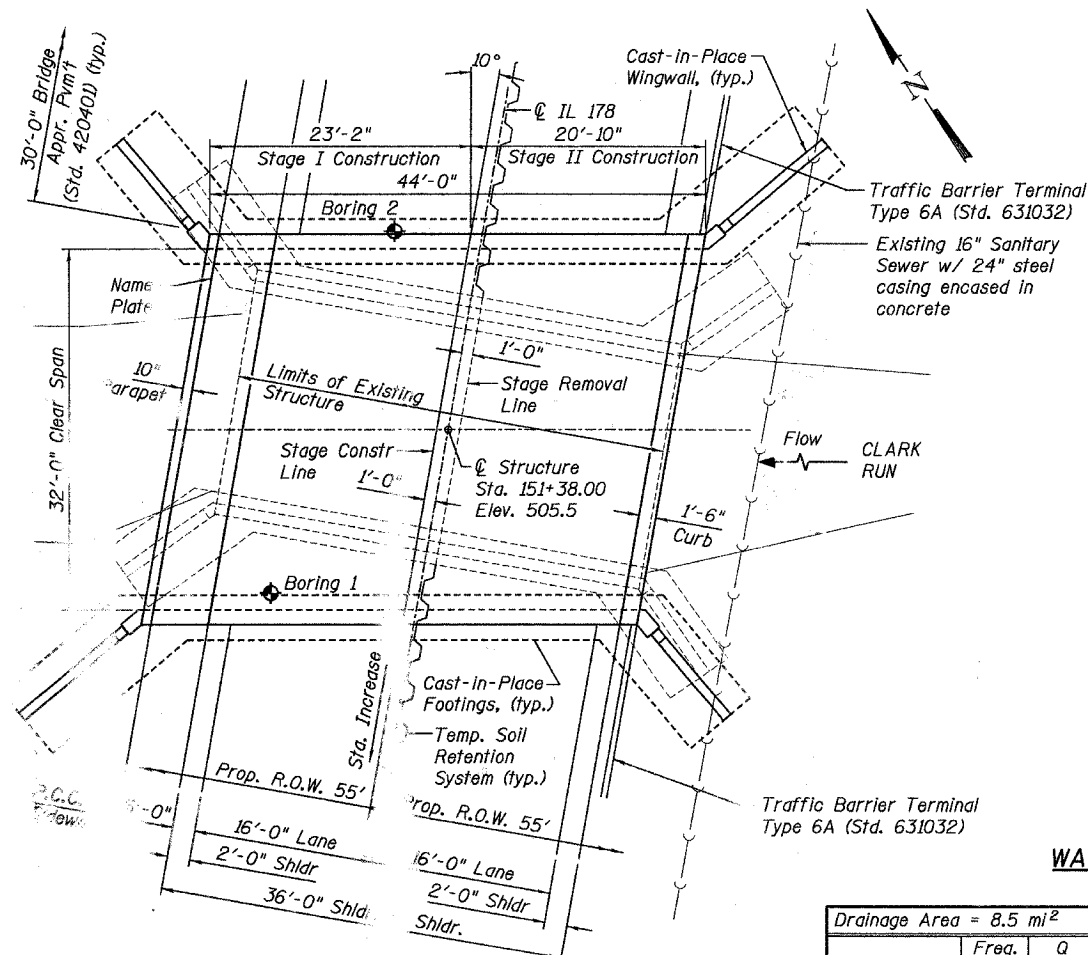 30'-0" Bridge
Appr. Pvm't
(Std. 420401) (typ.)
10°
Cast-in-Place
Wingwall, (typ.)
N
℄ IL 178
23'-2"
20'-10"
Stage I Construction
Stage II Construction
44'-0"
Boring 2
Traffic Barrier Terminal
Type 6A (Std. 631032)
Existing 16" Sanitary
Sewer w/ 24" steel
casing encased in
concrete
Name
Plate
32'-0" Clear Span
1'-0"
Stage Removal
Line
10"
Limits of Existing
Structure
Flow
CLARK
RUN
Stage Constr
Line
1'-0"
℄ Structure
Sta. 151+38.00
Elev. 505.5
1'-6"
Curb
Boring 1
Cast-in-Place
Footings, (typ.)
Sta. Increase
Temp. Soil
Retention
System (typ.)
Prop. R.O.W. 55'
Prop. R.O.W. 55'
Traffic Barrier Terminal
Type 6A (Std. 631032)
16'-0" Lane
6'-0" Lane
2'-0" Shldr
2'-0" Shldr
36'-0" Shld
Shldr.
WA
Drainage Area = 8.5 mi²
Freq. Q